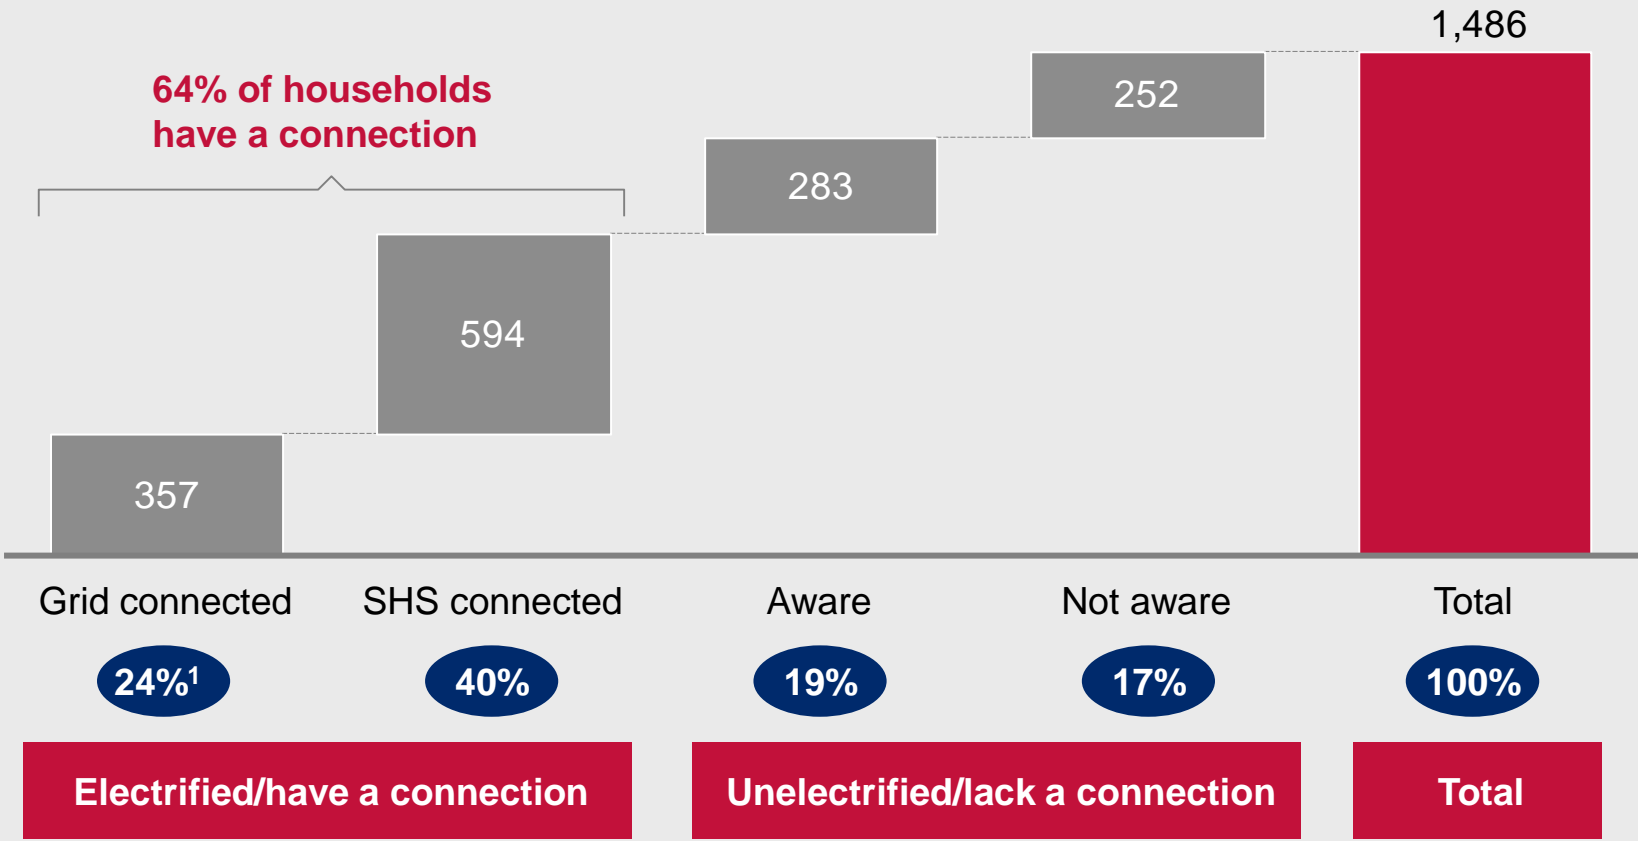 1,486
64% of households
have a connection
252
283
594
357
Grid connected
SHS connected
Aware
Not aware
Total
24%¹
40%
19%
17%
100%
Electrified/have a connection
Unelectrified/lack a connection
Total